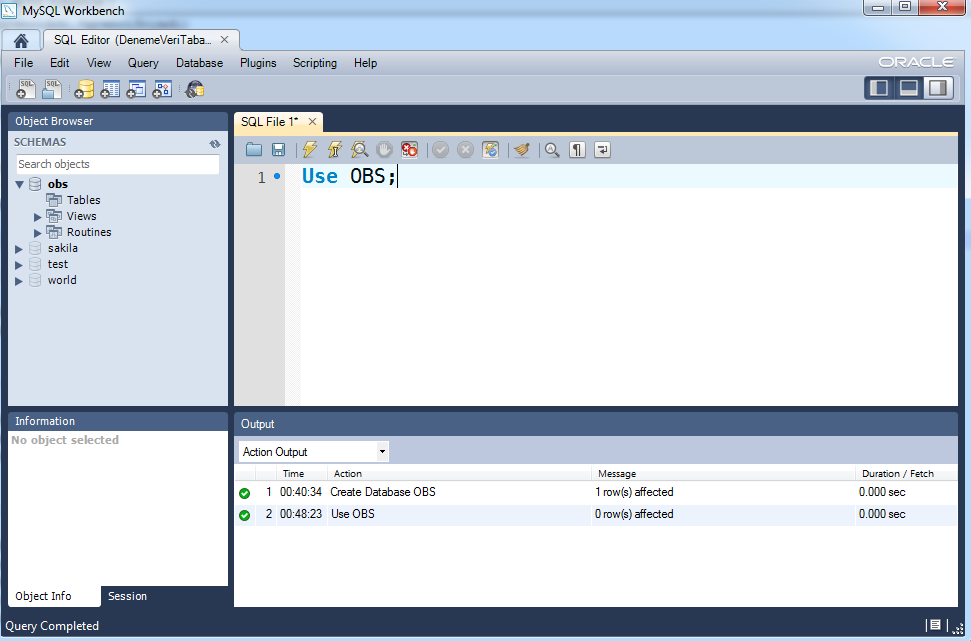 MySQL Workbench
SQL Editor (DenemeVeriTaba...
File Edit View Query Database Plugins Scripting Help
ORACLE
SQL SQL
Object Browser
SCHEMAS
Search objects
obs
Tables
Views
Routines
sakila
test
world
SQL File 1*
1 Use OBS;
Information
No object selected
Object Info Session
Output
Action Output
Time Action Message Duration / Fetch
1 00:40:34 Create Database OBS 1 row(s) affected 0.000 sec
2 00:48:23 Use OBS 0 row(s) affected 0.000 sec
Query Completed